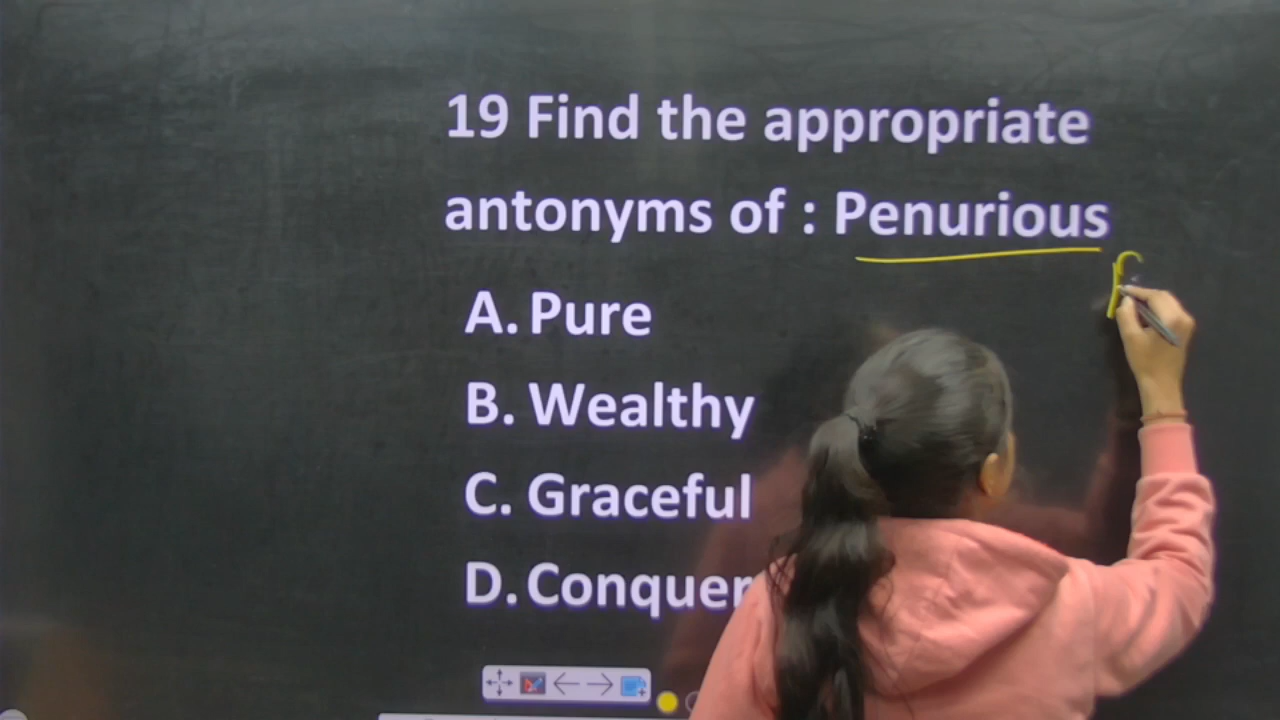 19 Find the appropriate
antonyms of : Penurious
A. Pure
B. Wealthy
C. Graceful
D. Conquer